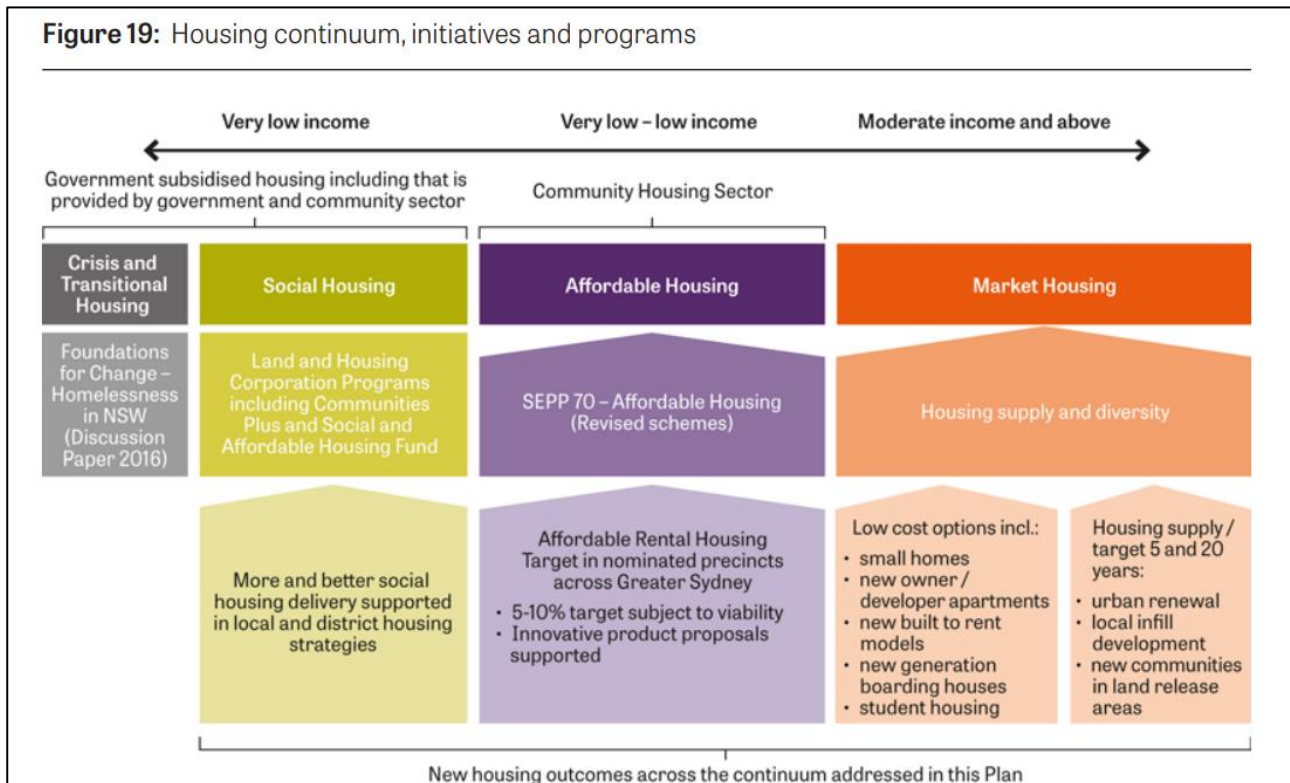 Figure 19: Housing continuum, initiatives and programs
Very low income
Very low – low income
Moderate income and above
Government subsidised housing including that is
provided by government and community sector
Community Housing Sector
Crisis and
Transitional
Housing
Social Housing
Affordable Housing
Market Housing
Foundations
for Change –
Homelessness
in NSW
(Discussion
Paper 2016)
Land and Housing
Corporation Programs
including Communities
Plus and Social and
Affordable Housing Fund
SEPP 70 – Affordable Housing
(Revised schemes)
Housing supply and diversity
More and better social
housing delivery supported
in local and district housing
strategies
Affordable Rental Housing
Target in nominated precincts
across Greater Sydney
• 5-10% target subject to viability
• Innovative product proposals
supported
Low cost options incl.:
• small homes
• new owner /
developer apartments
• new built to rent
models
• new generation
boarding houses
• student housing
Housing supply /
target 5 and 20
years:
• urban renewal
• local infill
development
• new communities
in land release
areas
New housing outcomes across the continuum addressed in this Plan